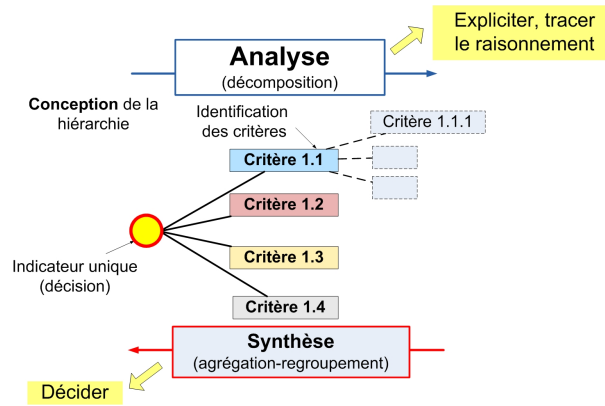 Expliciter, tracer
le raisonnement
Analyse
(décomposition)
Conception de la
hiérarchie
Identification
des critères
Critère 1.1.1
Critère 1.1
Critère 1.2
Critère 1.3
Indicateur unique
(décision)
Critère 1.4
Synthèse
(agrégation-regroupement)
Décider